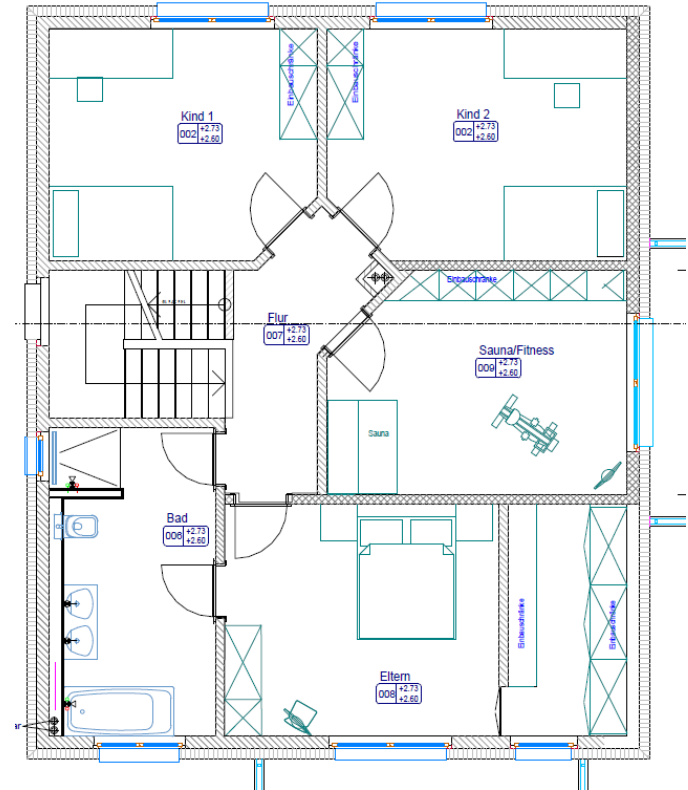 Einbauschränke
Einbauschränke
Kind 1
002 +2.73
+2.60
Kind 2
002 +2.73
+2.60
Einbauschränke
Flur
007 +2.73
+2.60
Sauna/Fitness
009 +2.73
+2.60
Sauna
Bad
006 +2.73
+2.60
Einbauschränke
Einbauschränke
Eltern
008 +2.73
+2.60
ar